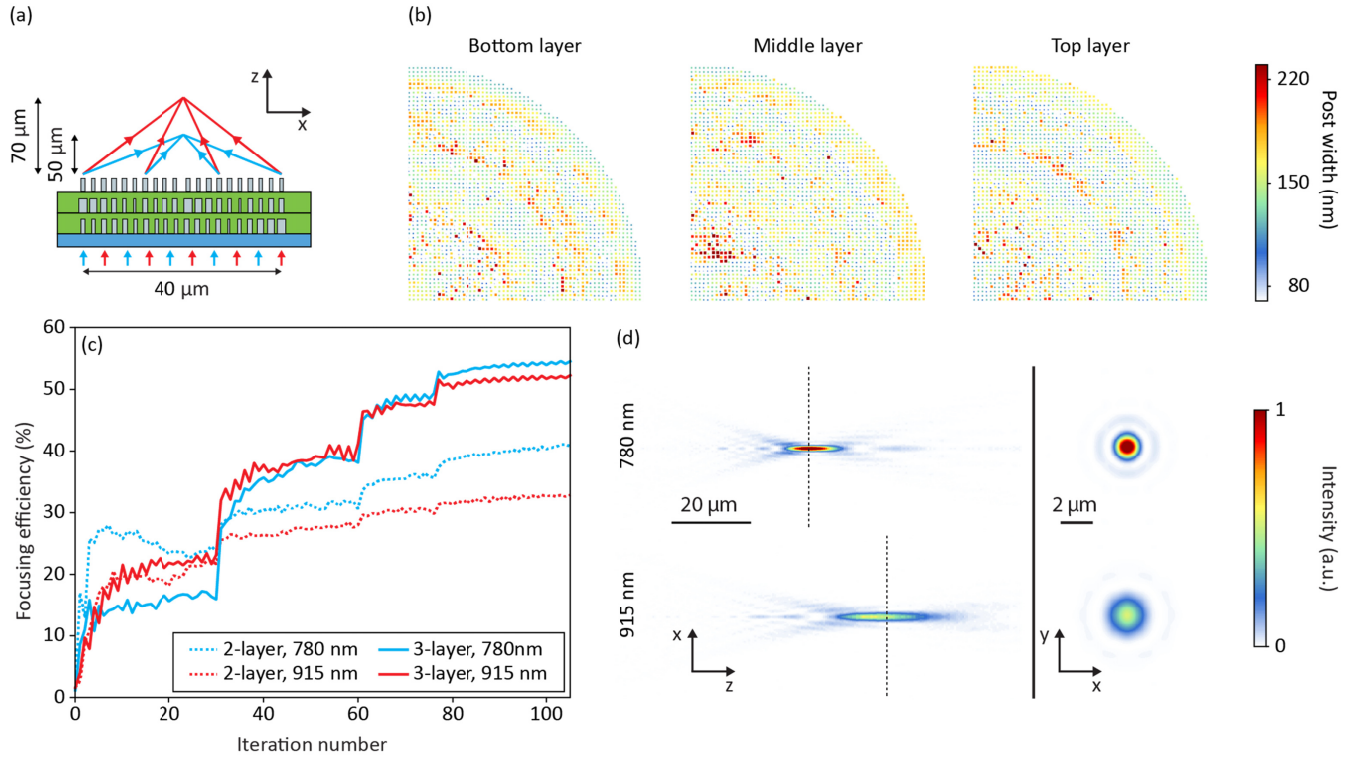 (a)
z
x
70 µm
50 µm
40 µm
(b)
Bottom layer
Middle layer
Top layer
220
150
80
Post width (nm)
(c)
60
50
40
30
20
10
0
Focusing efficiency (%)
0
20
40
60
80
100
Iteration number
2-layer, 780 nm
3-layer, 780nm
2-layer, 915 nm
3-layer, 915 nm
(d)
780 nm
20 µm
2 µm
915 nm
x
z
y
x
1
0
Intensity (a.u.)